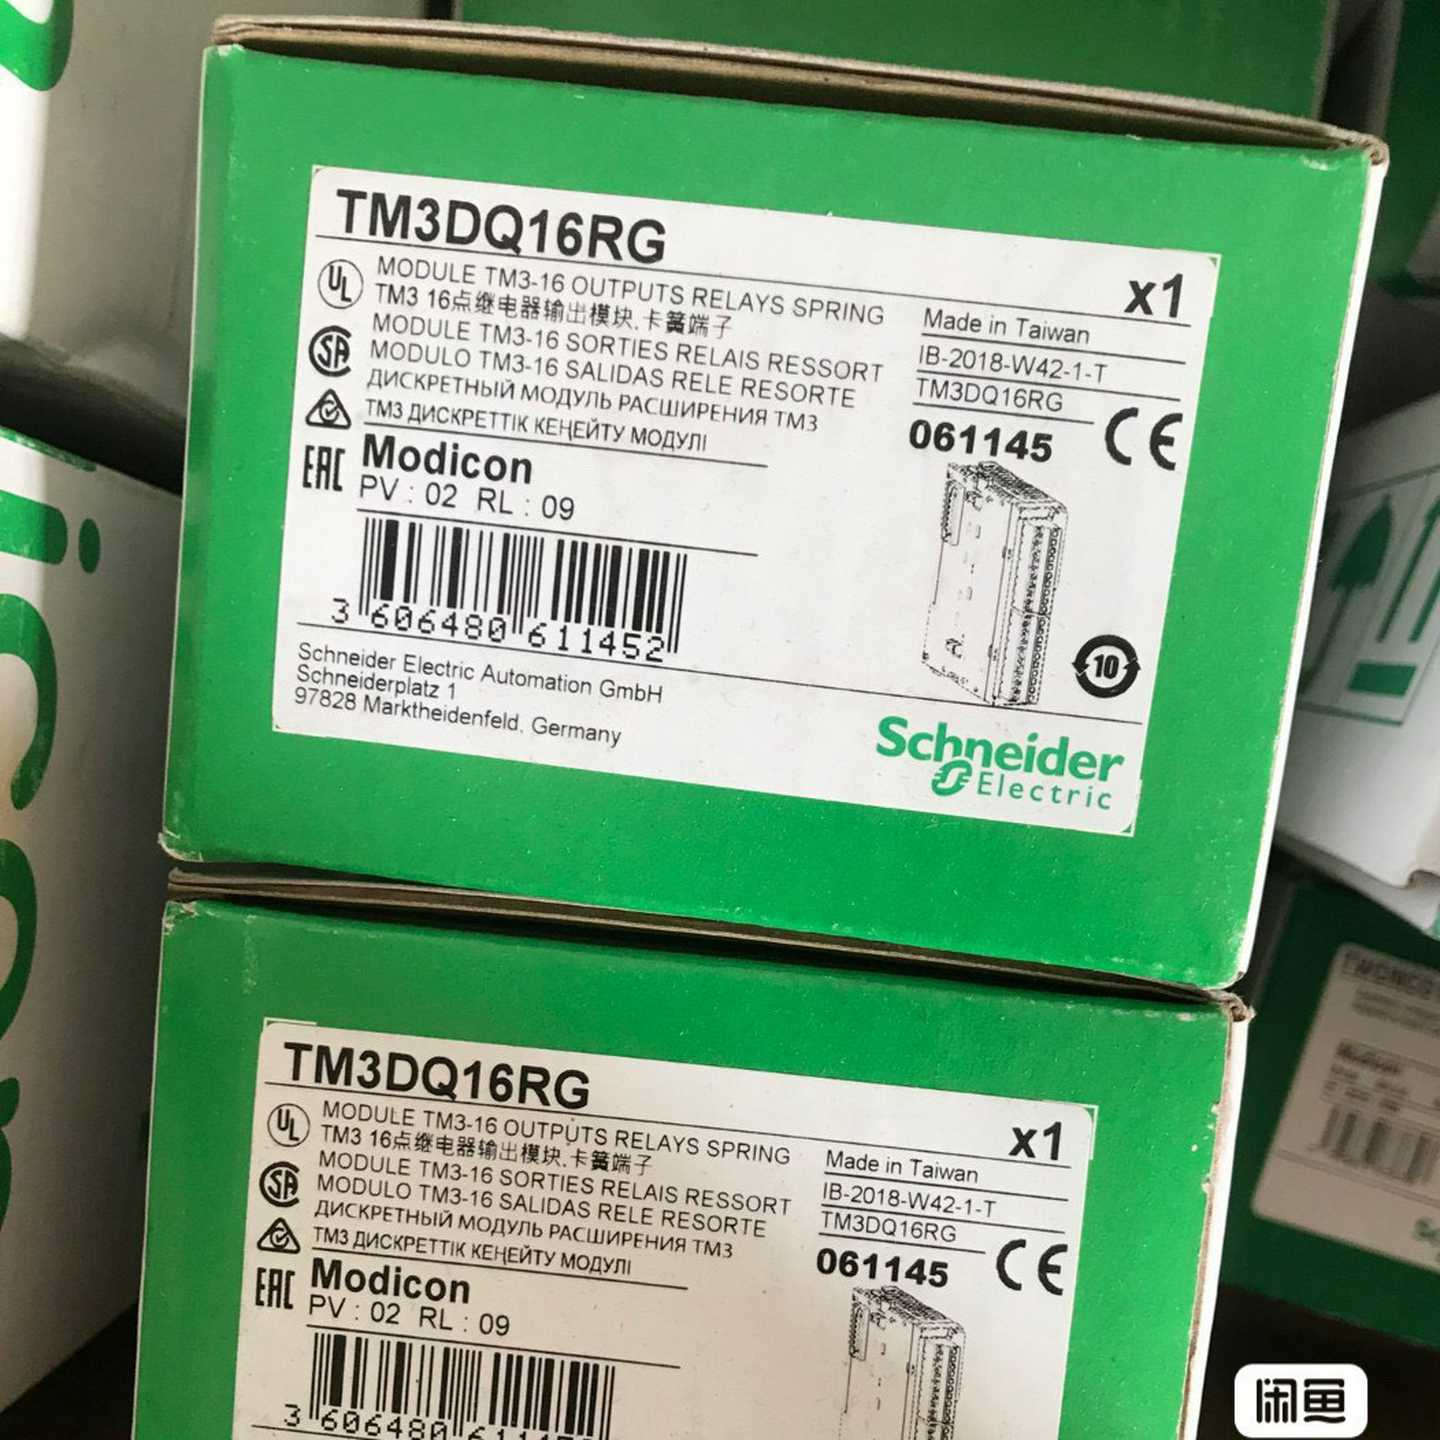 TM3DQ16RG
x1
UL
MODULE TM3-16 OUTPUTS RELAYS SPRING
TM3 16点继电器输出模块,卡簧端子
SA
MODULE TM3-16 SORTIES RELAIS RESSORT
MODULO TM3-16 SALIDAS RELE RESORTE
ДИСКРЕТНЫЙ МОДУЛЬ РАСШИРЕНИЯ ТМ3
ТМ3 ДИСКРЕТТІК КЕҢЕЙТУ МОДУЛІ
Made in Taiwan
IB-2018-W42-1-T
TM3DQ16RG
061145
CE
EAC
Modicon
PV : 02 RL : 09
3 606480 611452
10
Schneider Electric Automation GmbH
Schneiderplatz 1
97828 Marktheidenfeld, Germany
Schneider
Electric
TM3DQ16RG
x1
UL
MODULE TM3-16 OUTPUTS RELAYS SPRING
TM3 16点继电器输出模块,卡簧端子
SA
MODULE TM3-16 SORTIES RELAIS RESSORT
MODULO TM3-16 SALIDAS RELE RESORTE
ДИСКРЕТНЫЙ МОДУЛЬ РАСШИРЕНИЯ ТМ3
ТМ3 ДИСКРЕТТІК КЕҢЕЙТУ МОДУЛІ
Made in Taiwan
IB-2018-W42-1-T
TM3DQ16RG
061145
CE
EAC
Modicon
PV : 02 RL : 09
3 606480
闲鱼